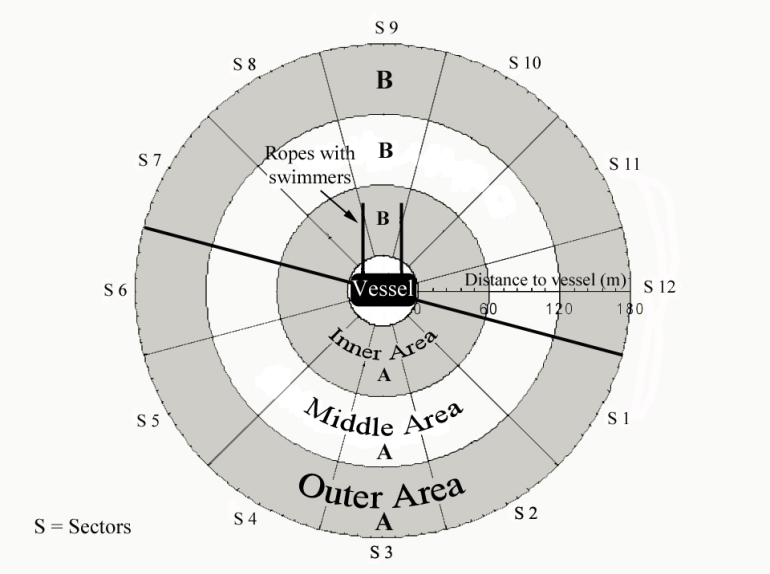 S 9
S 8
S 10
B
S 7
Ropes with
swimmers
B
S 11
B
S 6
Vessel
Distance to vessel (m)
S 12
0 60 120 180
Inner Area
A
S 5
Middle Area
A
S 1
Outer Area
A
S 4
S 2
S = Sectors
S 3